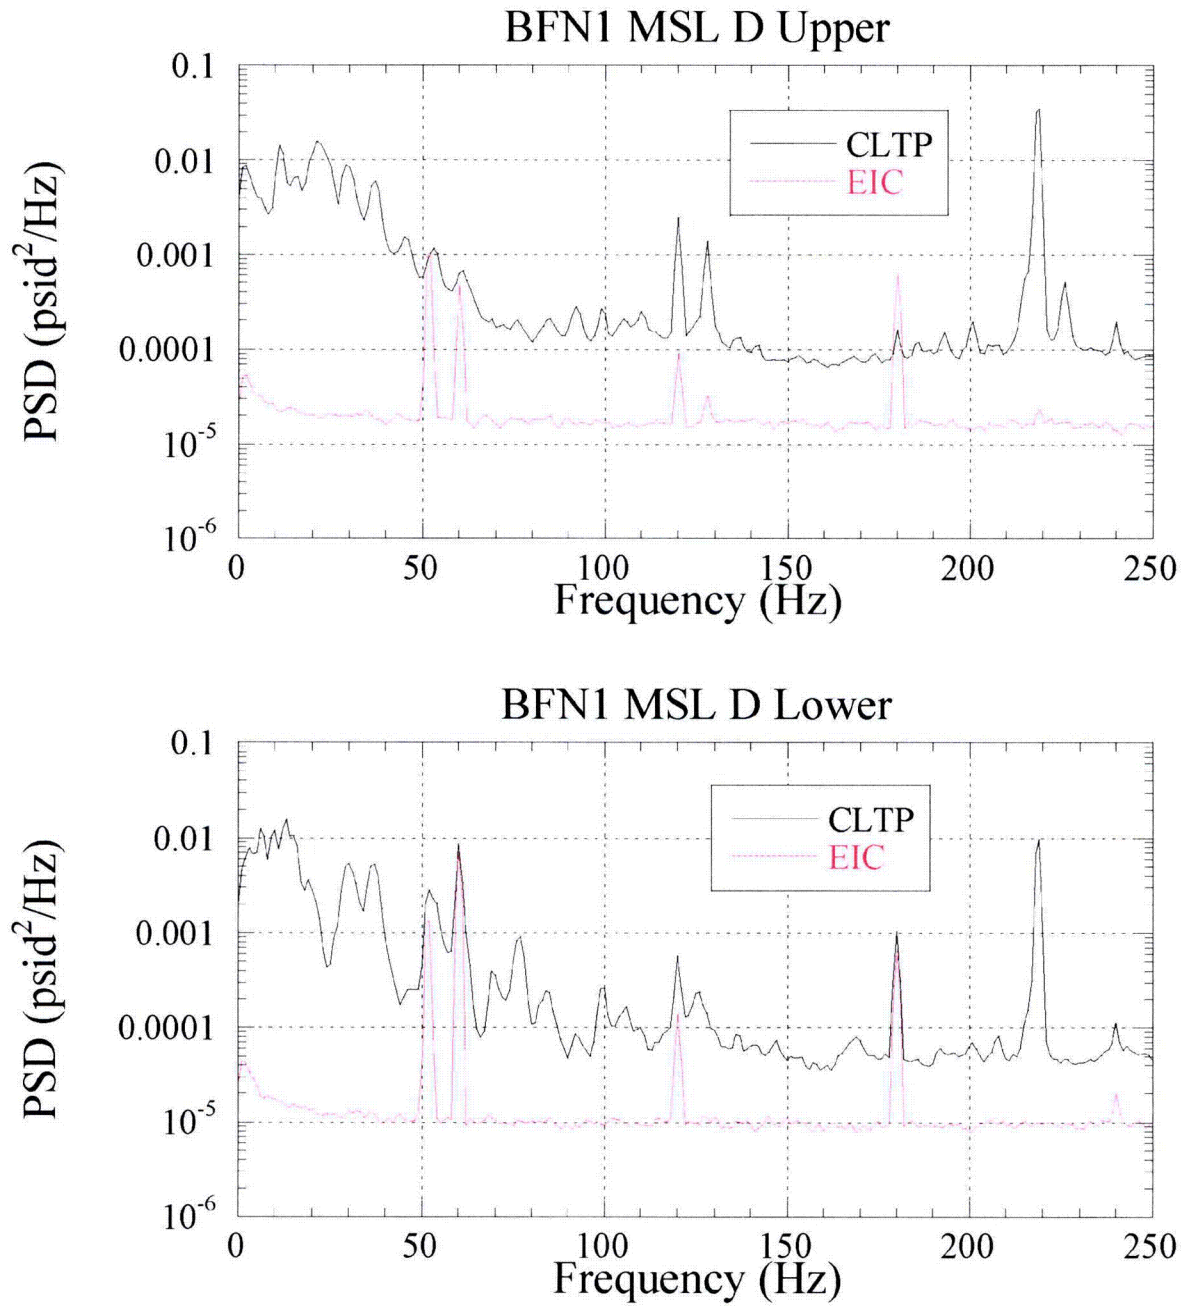 BFN1 MSL D Upper
PSD (psid²/Hz)
0.1
0.01
0.001
0.0001
10⁻⁵
10⁻⁶
CLTP
EIC
0 50 100 150 200 250
Frequency (Hz)
BFN1 MSL D Lower
PSD (psid²/Hz)
0.1
0.01
0.001
0.0001
10⁻⁵
10⁻⁶
CLTP
EIC
0 50 100 150 200 250
Frequency (Hz)